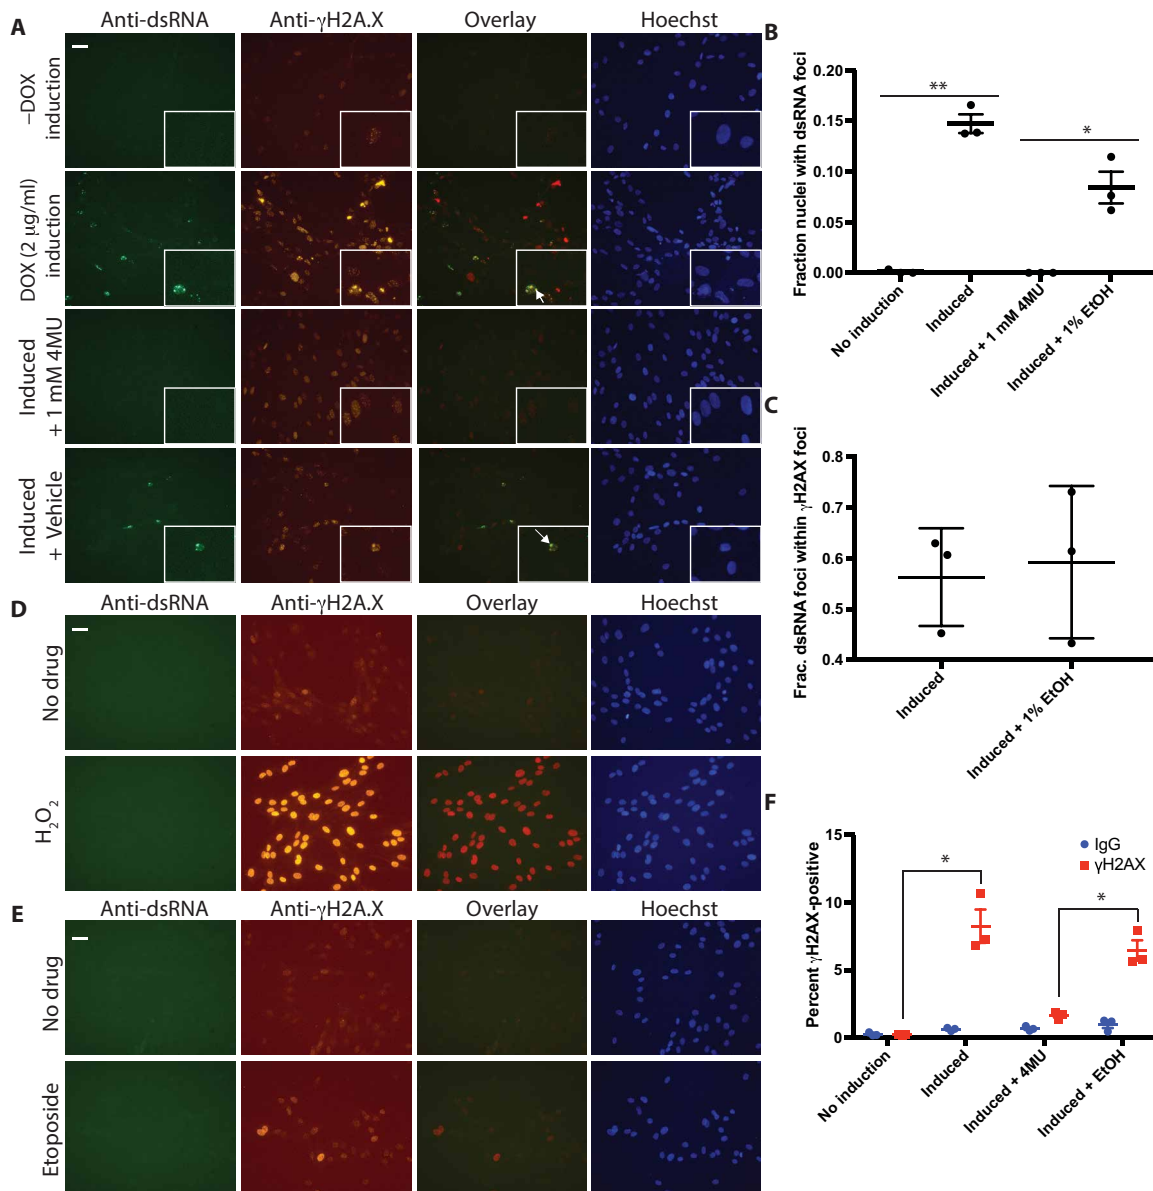 A
Anti-dsRNA
Anti-γH2A.X
Overlay
Hoechst
−DOX
induction
DOX (2 μg/ml)
induction
Induced
+ 1 mM 4MU
Induced
+ Vehicle
B
Fraction nuclei with dsRNA foci
0.20
0.15
0.10
0.05
0.00
**
*
No induction
Induced
Induced + 1 mM 4MU
Induced + 1% EtOH
C
Frac. dsRNA foci within γH2AX foci
0.8
0.7
0.6
0.5
0.4
Induced
Induced + 1% EtOH
D
Anti-dsRNA
Anti-γH2A.X
Overlay
Hoechst
No drug
H₂O₂
E
Anti-dsRNA
Anti-γH2A.X
Overlay
Hoechst
No drug
Etoposide
F
Percent γH2AX-positive
15
10
5
0
IgG
γH2AX
*
*
No induction
Induced
Induced + 4MU
Induced + EtOH